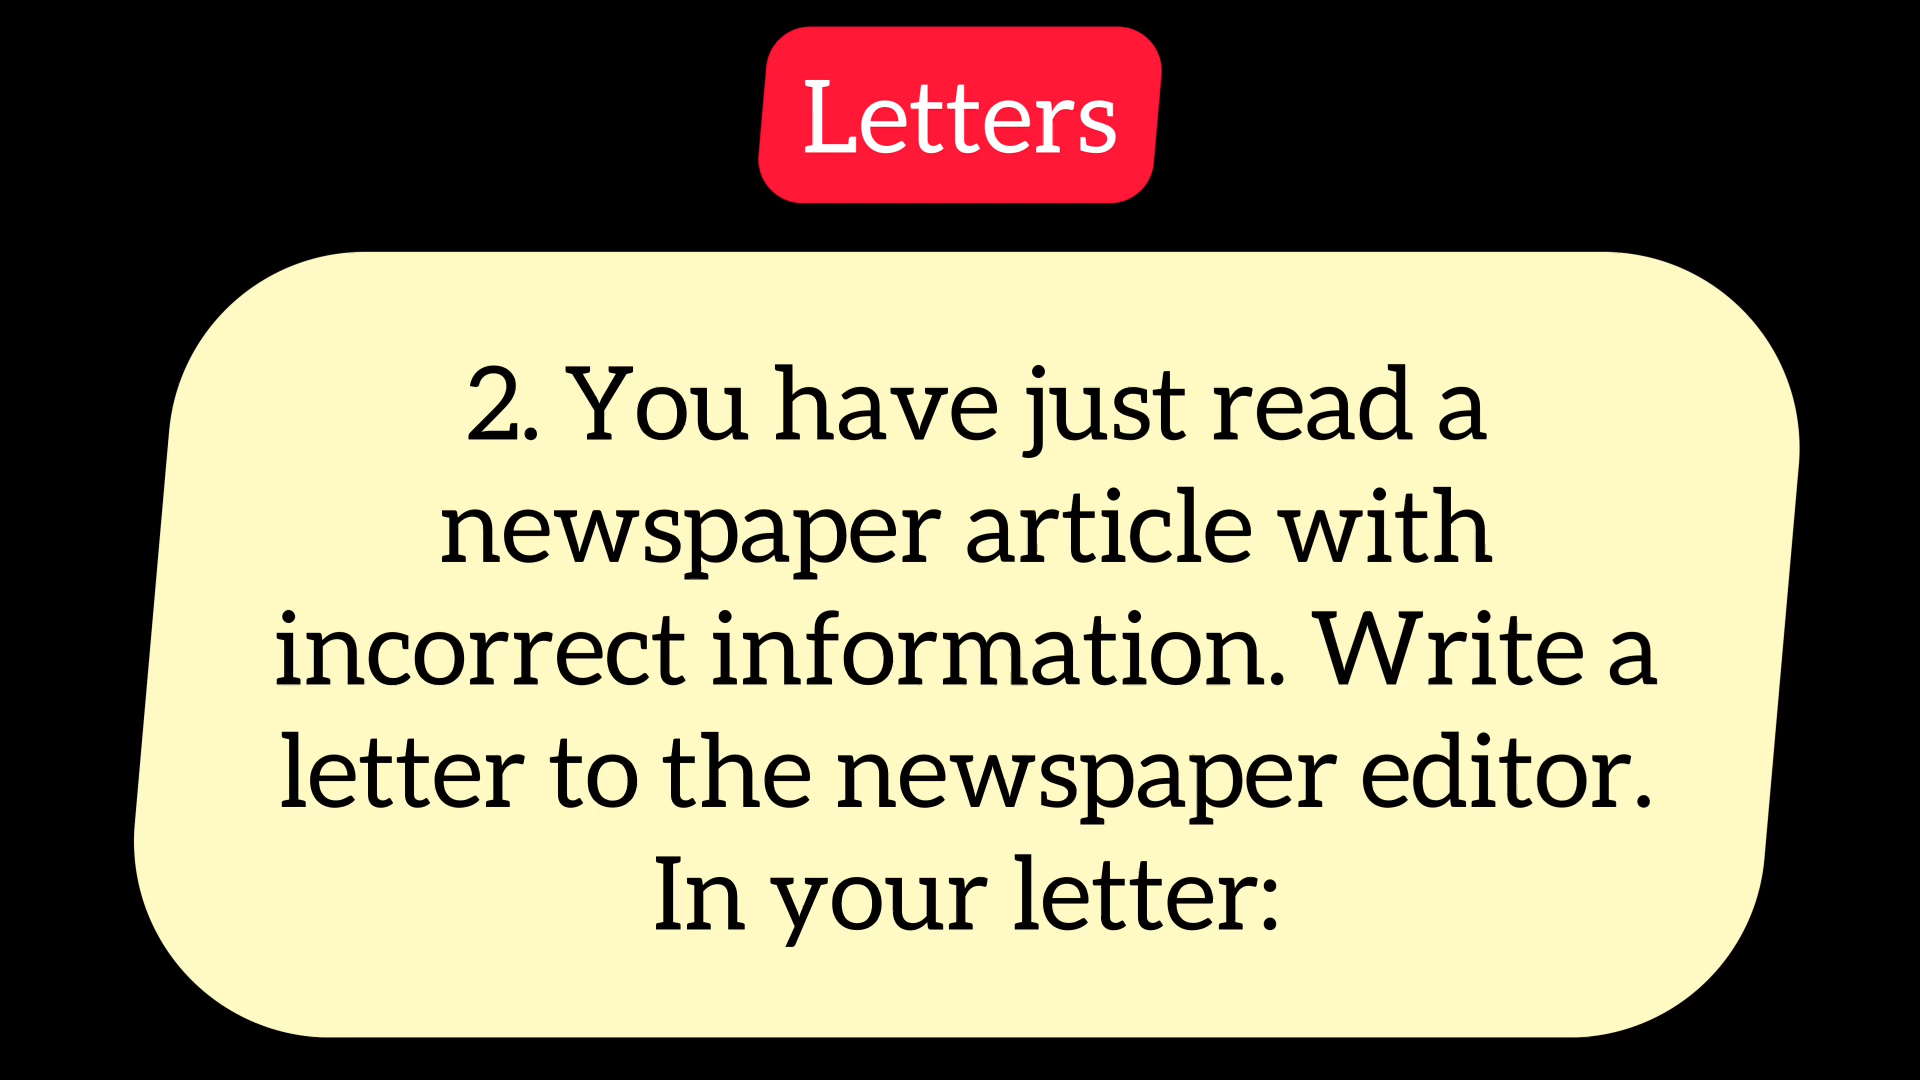 Letters
2. You have just read a
newspaper article with
incorrect information. Write a
letter to the newspaper editor.
In your letter: